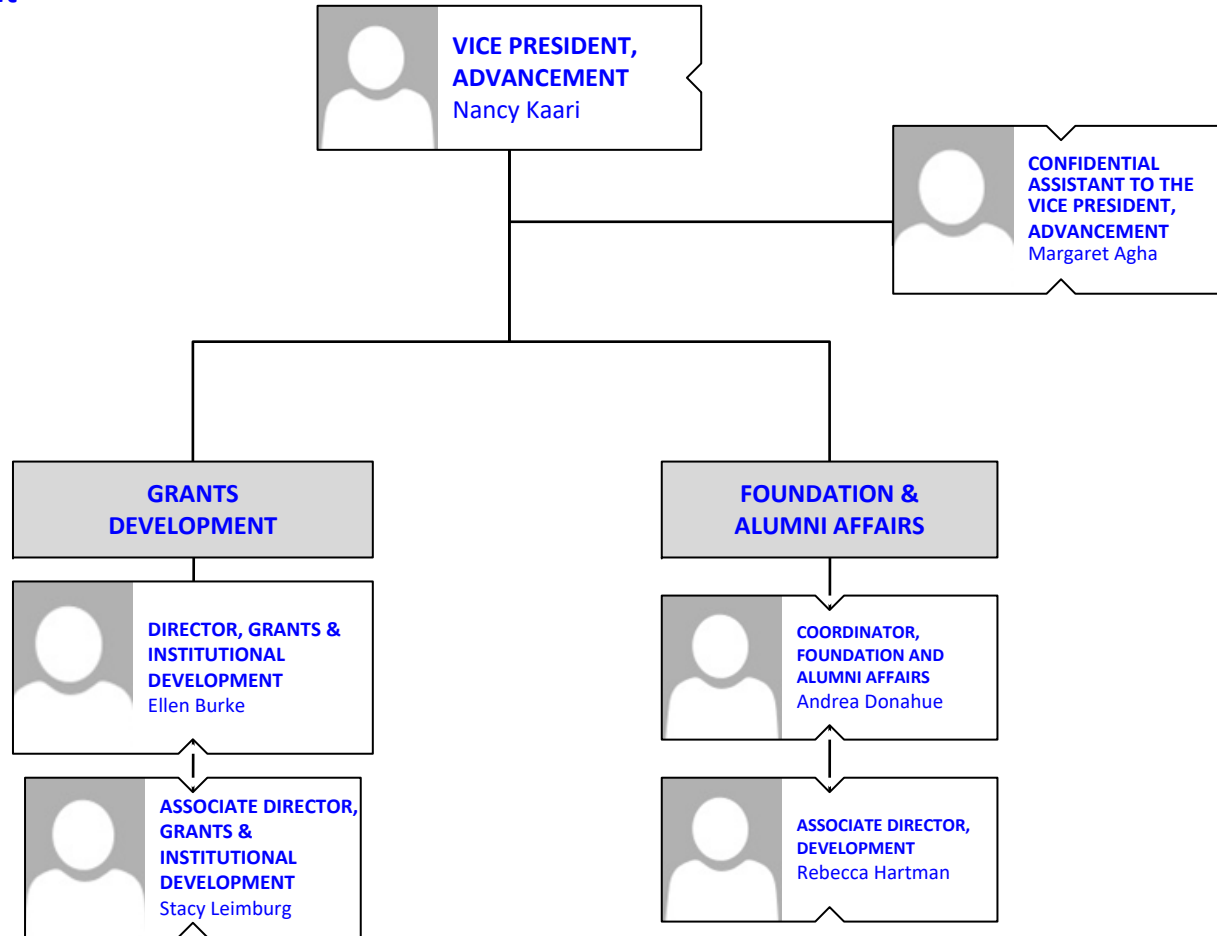 VICE PRESIDENT,
ADVANCEMENT
Nancy Kaari
CONFIDENTIAL
ASSISTANT TO THE
VICE PRESIDENT,
ADVANCEMENT
Margaret Agha
GRANTS
DEVELOPMENT
DIRECTOR, GRANTS &
INSTITUTIONAL
DEVELOPMENT
Ellen Burke
ASSOCIATE DIRECTOR,
GRANTS &
INSTITUTIONAL
DEVELOPMENT
Stacy Leimburg
FOUNDATION &
ALUMNI AFFAIRS
COORDINATOR,
FOUNDATION AND
ALUMNI AFFAIRS
Andrea Donahue
ASSOCIATE DIRECTOR,
DEVELOPMENT
Rebecca Hartman